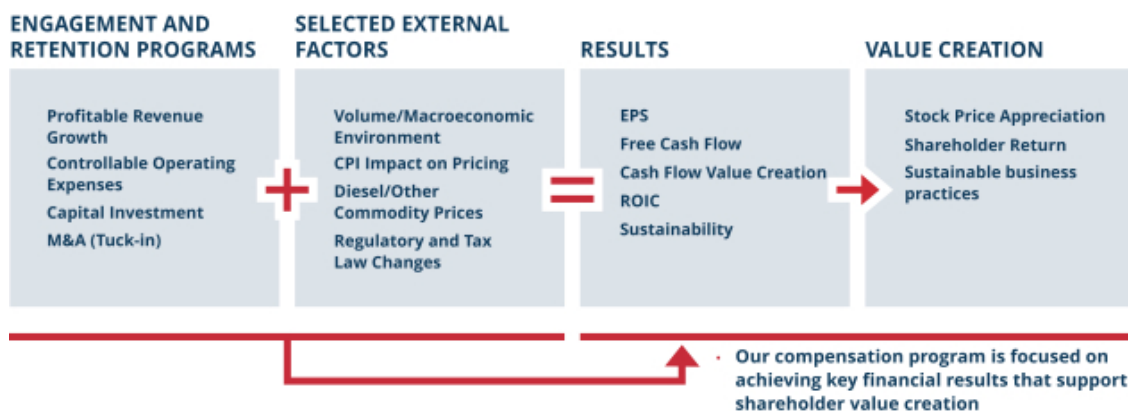 ENGAGEMENT AND
RETENTION PROGRAMS
Profitable Revenue
Growth
Controllable Operating
Expenses
Capital Investment
M&A (Tuck-in)
SELECTED EXTERNAL
FACTORS
Volume/Macroeconomic
Environment
CPI Impact on Pricing
Diesel/Other
Commodity Prices
Regulatory and Tax
Law Changes
RESULTS
EPS
Free Cash Flow
Cash Flow Value Creation
ROIC
Sustainability
VALUE CREATION
Stock Price Appreciation
Shareholder Return
Sustainable business
practices
• Our compensation program is focused on
achieving key financial results that support
shareholder value creation